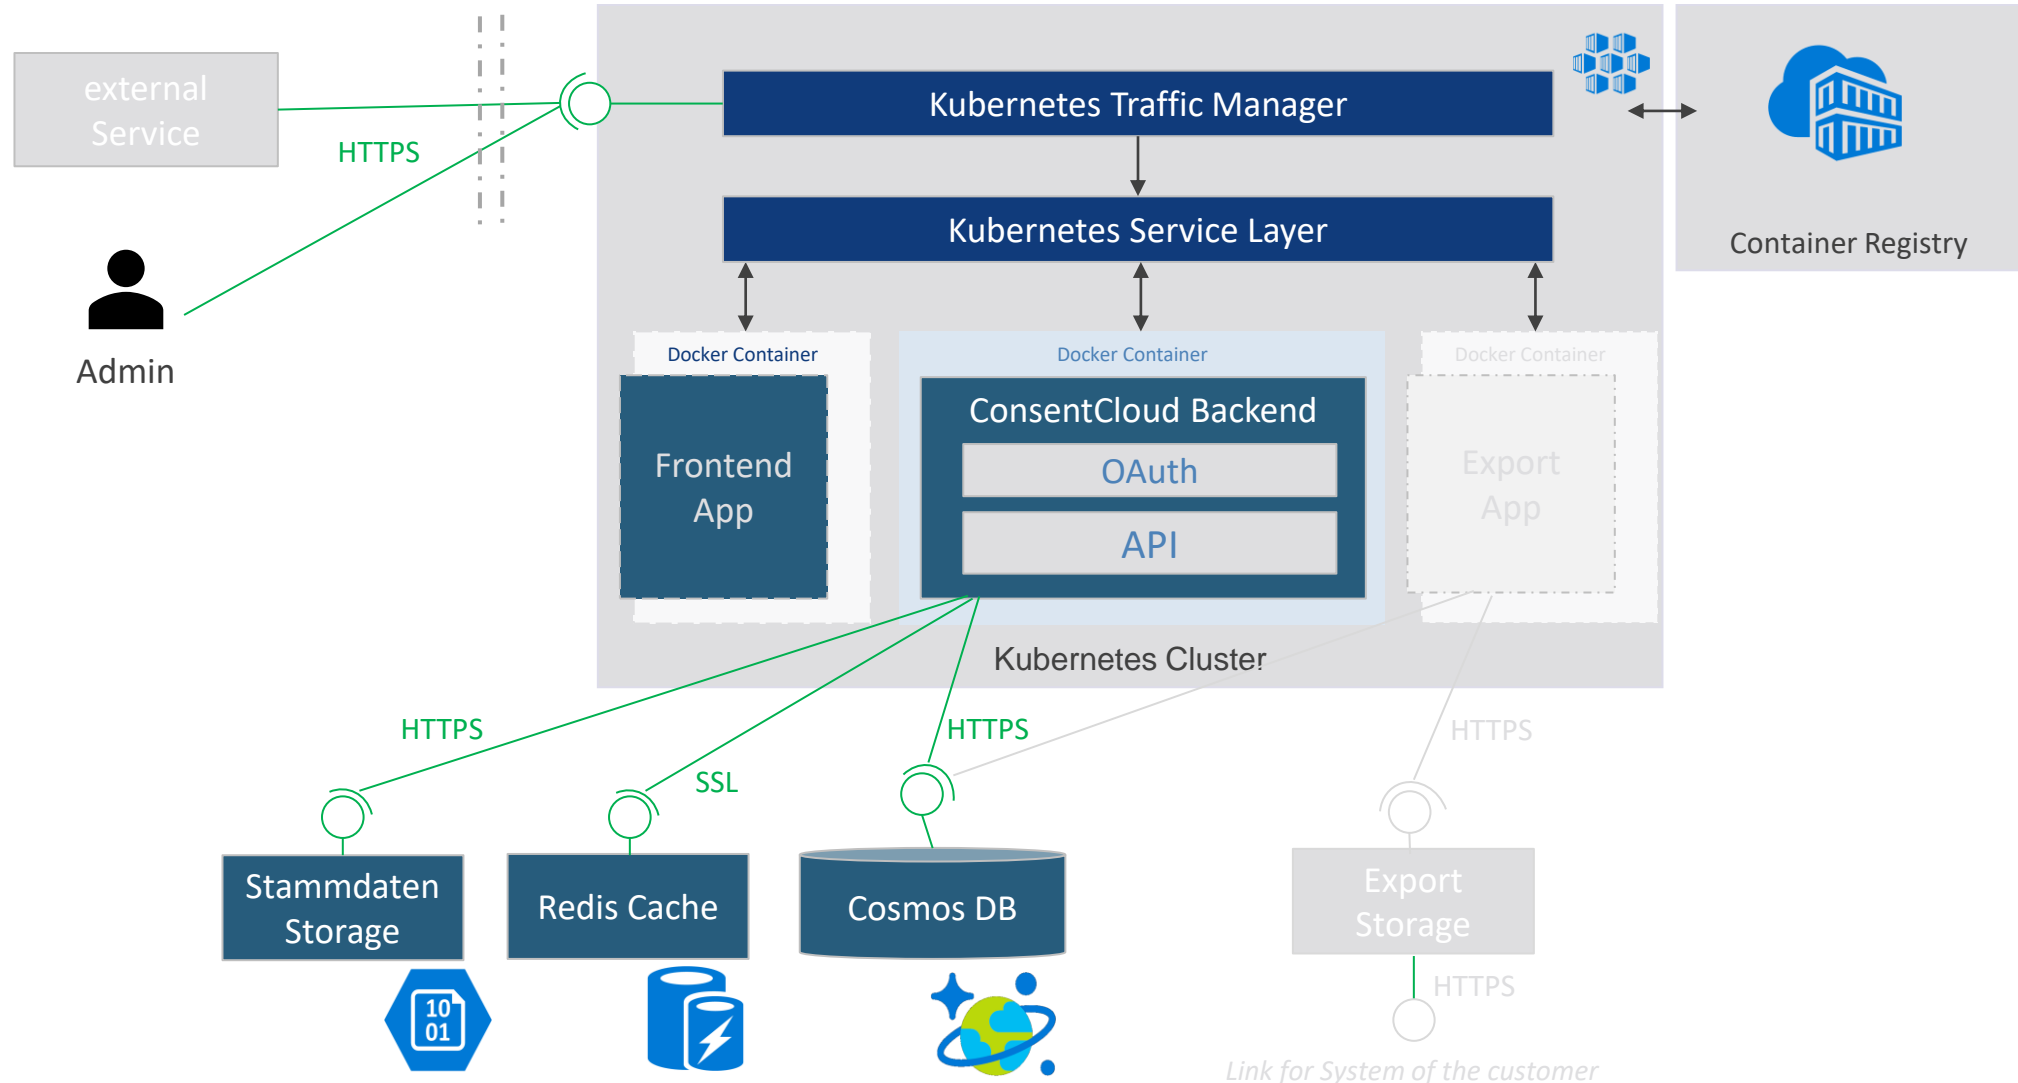 external
Service
HTTPS
Admin
Kubernetes Traffic Manager
Kubernetes Service Layer
Container Registry
Docker Container
Frontend
App
Docker Container
ConsentCloud Backend
OAuth
API
Docker Container
Export
App
Kubernetes Cluster
HTTPS
SSL
HTTPS
HTTPS
Stammdaten
Storage
Redis Cache
Cosmos DB
Export
Storage
10
01
HTTPS
Link for System of the customer